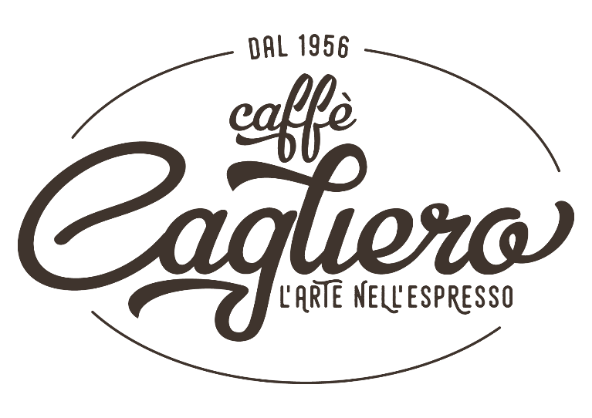 DAL 1956
caffè
Cagliero
L'ARTE NELL'ESPRESSO